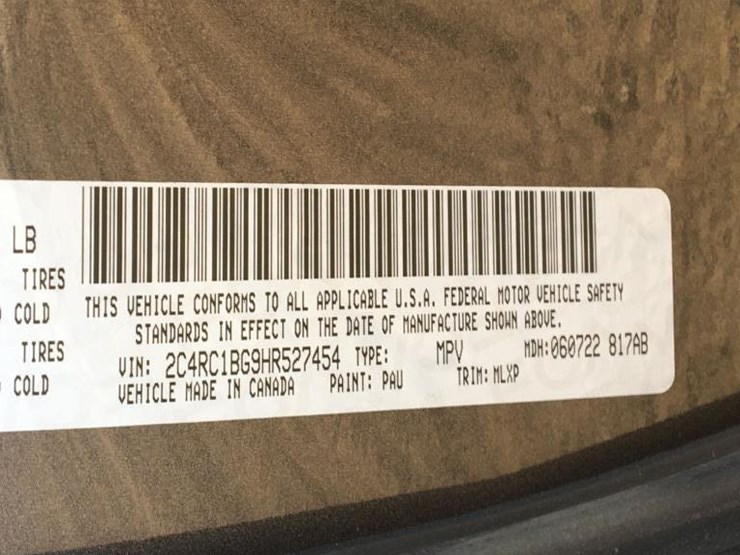 LB
TIRES
COLD
TIRES
COLD
THIS VEHICLE CONFORMS TO ALL APPLICABLE U.S.A. FEDERAL MOTOR VEHICLE SAFETY
STANDARDS IN EFFECT ON THE DATE OF MANUFACTURE SHOWN ABOVE.
VIN: 2C4RC1BG9HR527454 TYPE: MPV MDH:060722 817AB
VEHICLE MADE IN CANADA PAINT: PAU TRIM: MLXP